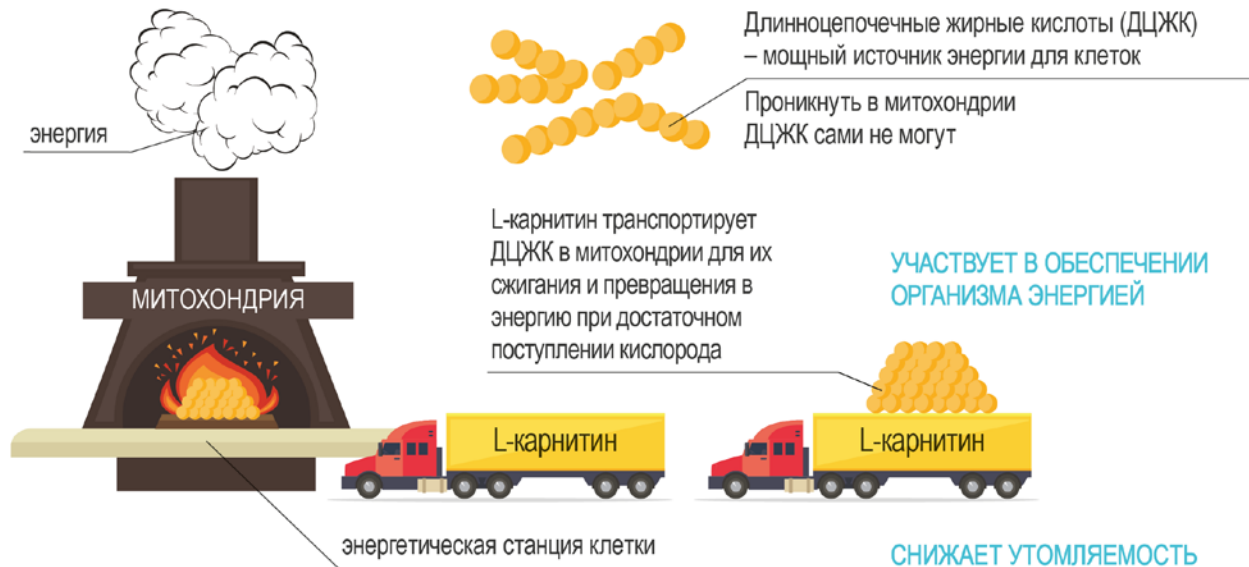 Длинноцепочечные жирные кислоты (ДЦЖК)
– мощный источник энергии для клеток
Проникнуть в митохондрии
ДЦЖК сами не могут
энергия
L-карнитин транспортирует
ДЦЖК в митохондрии для их
сжигания и превращения в
энергию при достаточном
поступлении кислорода
УЧАСТВУЕТ В ОБЕСПЕЧЕНИИ
ОРГАНИЗМА ЭНЕРГИЕЙ
МИТОХОНДРИЯ
L-карнитин
L-карнитин
энергетическая станция клетки
СНИЖАЕТ УТОМЛЯЕМОСТЬ